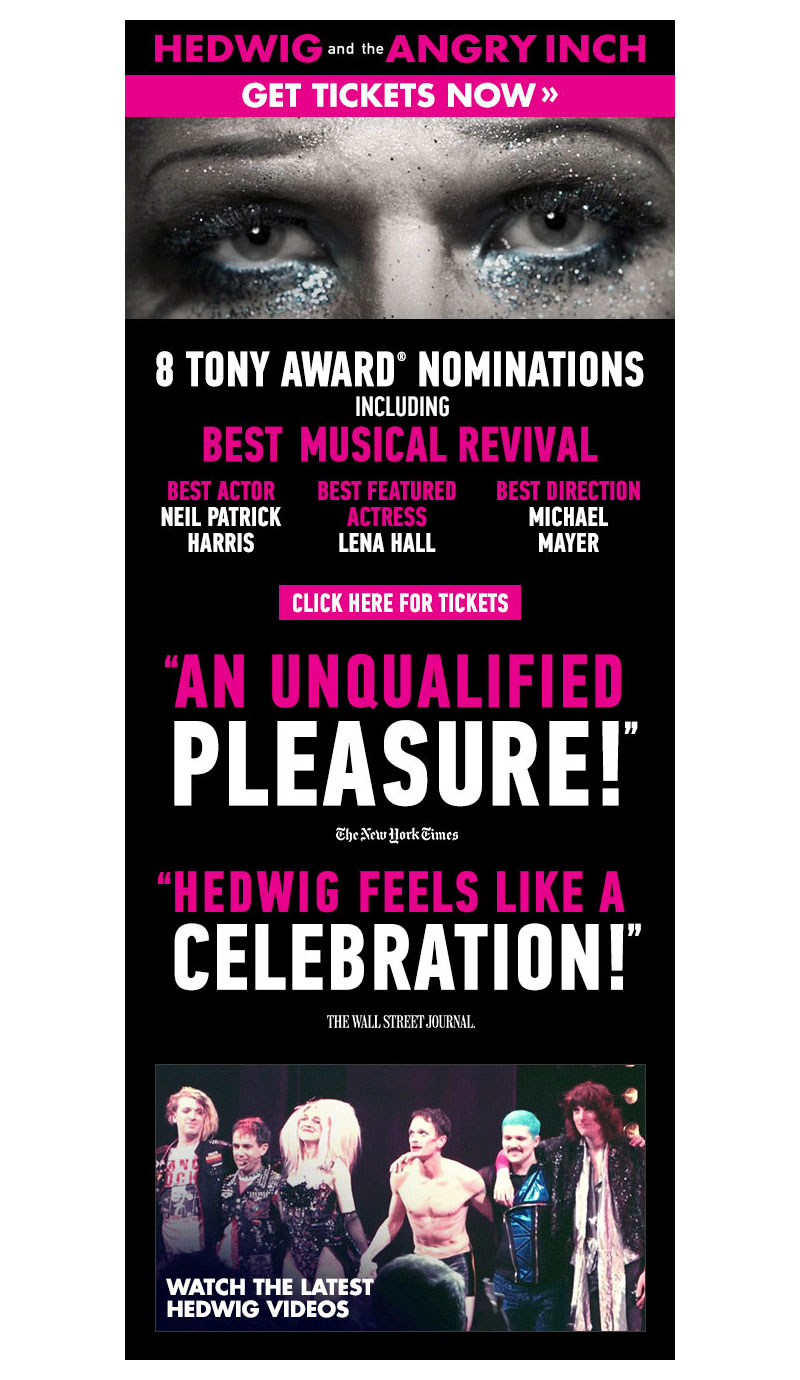 HEDWIG and the ANGRY INCH
GET TICKETS NOW »
8 TONY AWARD® NOMINATIONS
INCLUDING
BEST MUSICAL REVIVAL
BEST ACTOR
NEIL PATRICK
HARRIS
BEST FEATURED
ACTRESS
LENA HALL
BEST DIRECTION
MICHAEL
MAYER
CLICK HERE FOR TICKETS
“AN UNQUALIFIED
PLEASURE!”
The New York Times
“HEDWIG FEELS LIKE A
CELEBRATION!”
THE WALL STREET JOURNAL.
WATCH THE LATEST
HEDWIG VIDEOS